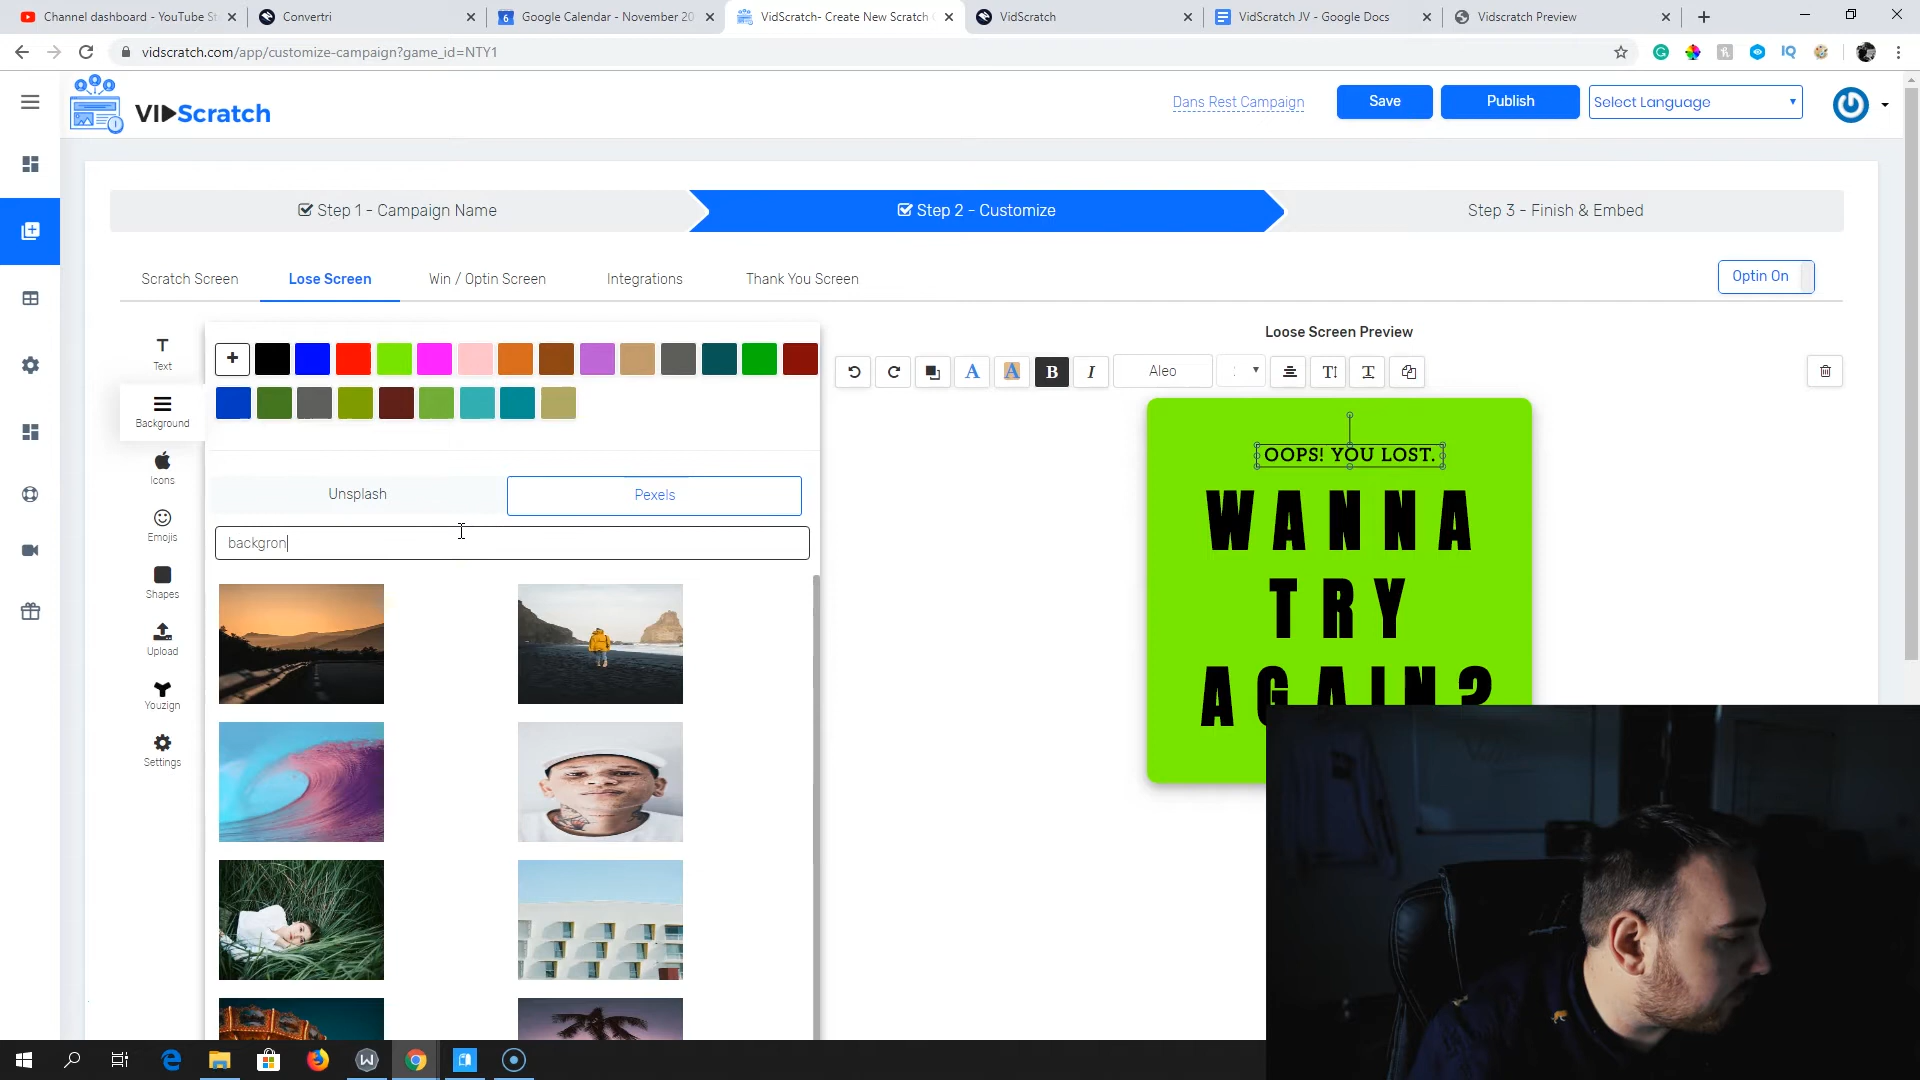 Channel dashboard - YouTube St
Convertri
Google Calendar - November 20
VidScratch- Create New Scratch
VidScratch
VidScratch JV - Google Docs
Vidscratch Preview
vidscratch.com/app/customize-campaign?game_id=NTY1
VIDScratch
Dans Rest Campaign
Save
Publish
Select Language
Step 1 - Campaign Name
Step 2 - Customize
Step 3 - Finish & Embed
Scratch Screen
Lose Screen
Win / Optin Screen
Integrations
Thank You Screen
Optin On
Text
Background
Icons
Emojis
Shapes
Upload
Youzign
Settings
Unsplash
Pexels
backgron
Loose Screen Preview
Aleo
OOPS! YOU LOST.
WANNA
TRY
AGAIN?